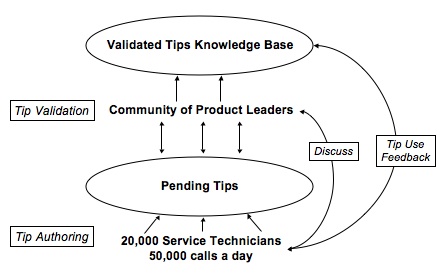 Validated Tips Knowledge Base
Tip Validation
Community of Product Leaders
Discuss
Tip Use
Feedback
Pending Tips
Tip Authoring
20,000 Service Technicians
50,000 calls a day